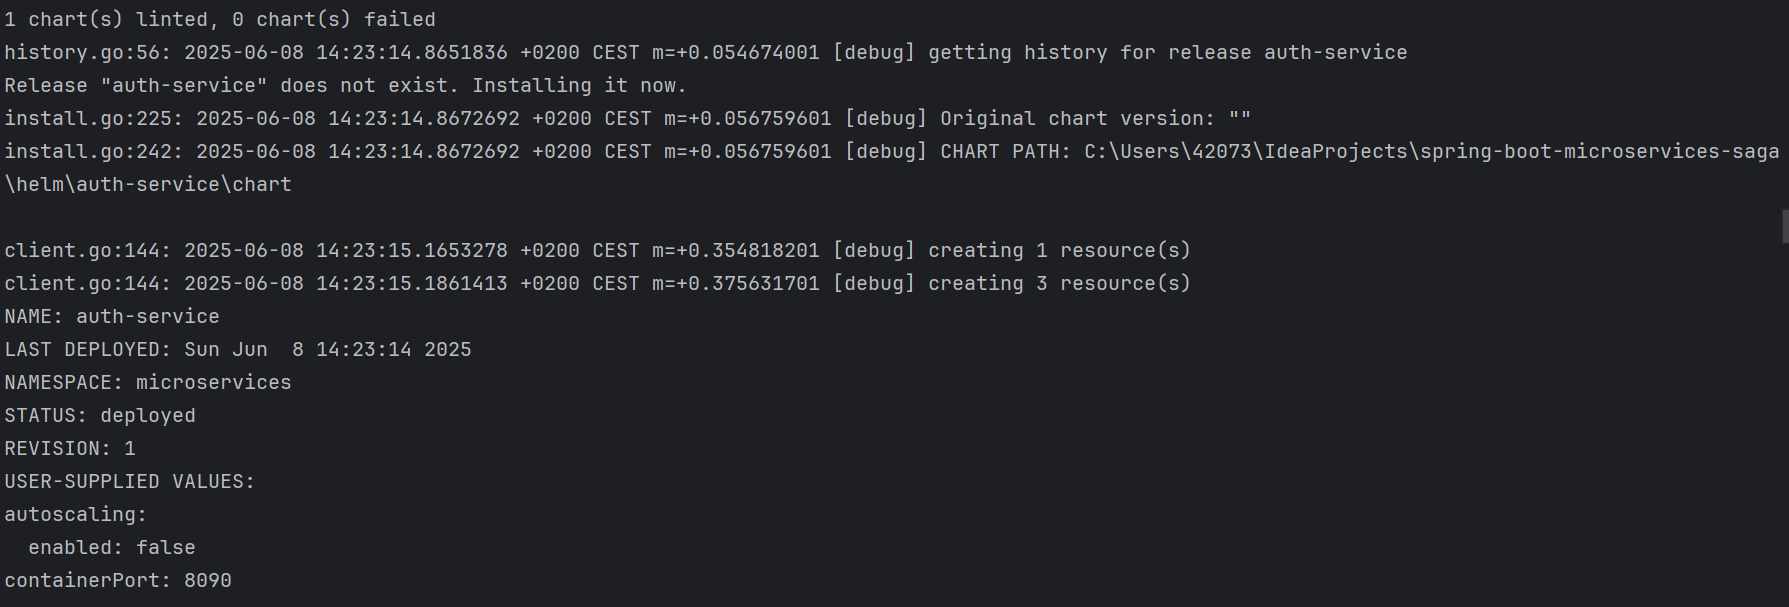 1 chart(s) linted, 0 chart(s) failed
history.go:56: 2025-06-08 14:23:14.8651836 +0200 CEST m=+0.054674001 [debug] getting history for release auth-service
Release "auth-service" does not exist. Installing it now.
install.go:225: 2025-06-08 14:23:14.8672692 +0200 CEST m=+0.056759601 [debug] Original chart version: ""
install.go:242: 2025-06-08 14:23:14.8672692 +0200 CEST m=+0.056759601 [debug] CHART PATH: C:\Users\42073\IdeaProjects\spring-boot-microservices-saga
\helm\auth-service\chart

client.go:144: 2025-06-08 14:23:15.1653278 +0200 CEST m=+0.354818201 [debug] creating 1 resource(s)
client.go:144: 2025-06-08 14:23:15.1861413 +0200 CEST m=+0.375631701 [debug] creating 3 resource(s)
NAME: auth-service
LAST DEPLOYED: Sun Jun  8 14:23:14 2025
NAMESPACE: microservices
STATUS: deployed
REVISION: 1
USER-SUPPLIED VALUES:
autoscaling:
  enabled: false
containerPort: 8090